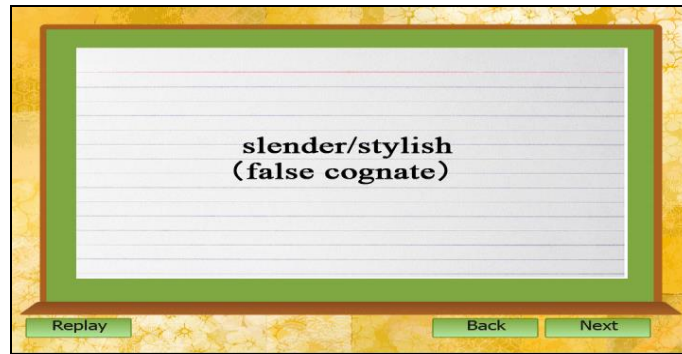 slender/stylish
(false cognate)
Replay
Back
Next